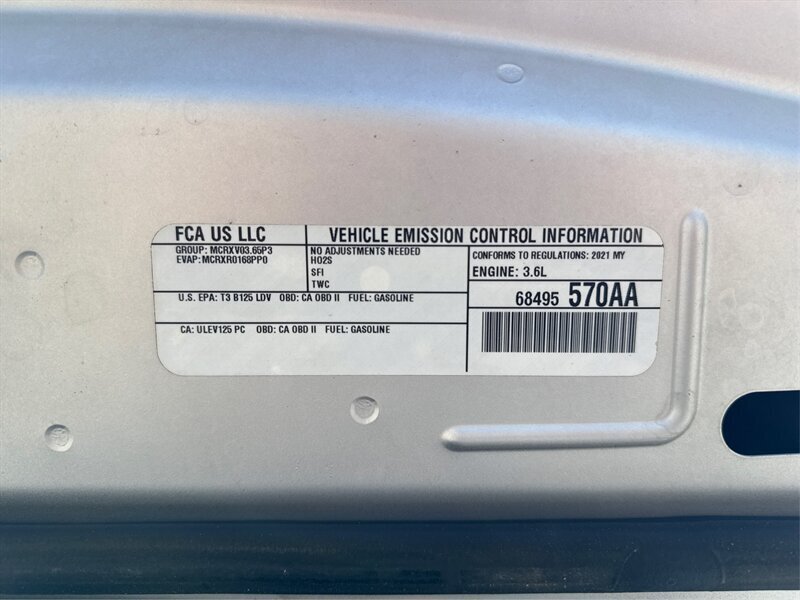 FCA US LLC
VEHICLE EMISSION CONTROL INFORMATION
GROUP: MCRXV03.65P3
EVAP: MCRXR0168PP0
NO ADJUSTMENTS NEEDED
HO2S
SFI
TWC
CONFORMS TO REGULATIONS: 2021 MY
ENGINE: 3.6L
U.S. EPA: T3 B125 LDV OBD: CA OBD II FUEL: GASOLINE
68495 570AA
CA: ULEV125 PC OBD: CA OBD II FUEL: GASOLINE